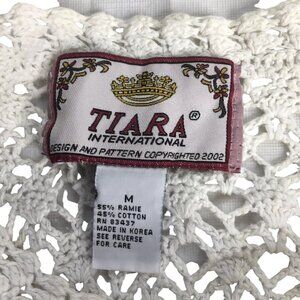 TIARA®
INTERNATIONAL
DESIGN AND PATTERN COPYRIGHTED 2002
M
55% RAMIE
45% COTTON
RN 83437
MADE IN KOREA
SEE REVERSE
FOR CARE